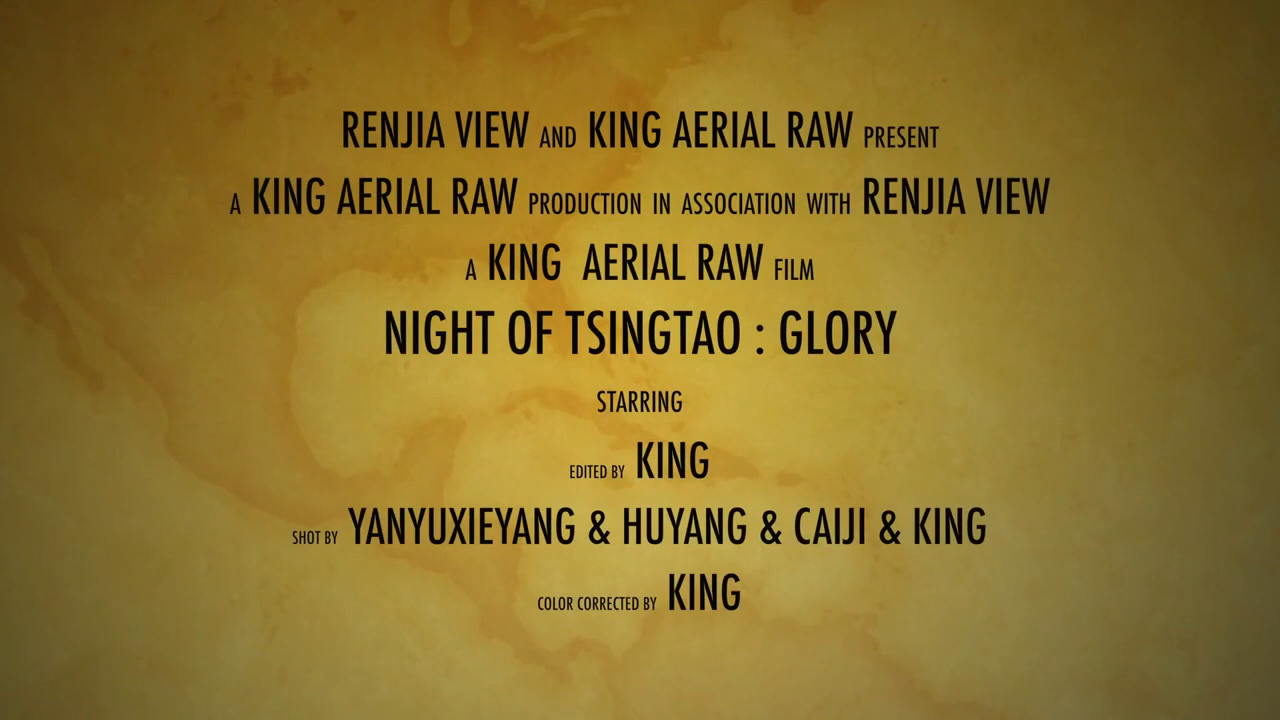 RENJIA VIEW AND KING AERIAL RAW PRESENT
A KING AERIAL RAW PRODUCTION IN ASSOCIATION WITH RENJIA VIEW
A KING AERIAL RAW FILM
NIGHT OF TSINGTAO : GLORY
STARRING
EDITED BY KING
SHOT BY YANYUXIEYANG & HUYANG & CAIJI & KING
COLOR CORRECTED BY KING